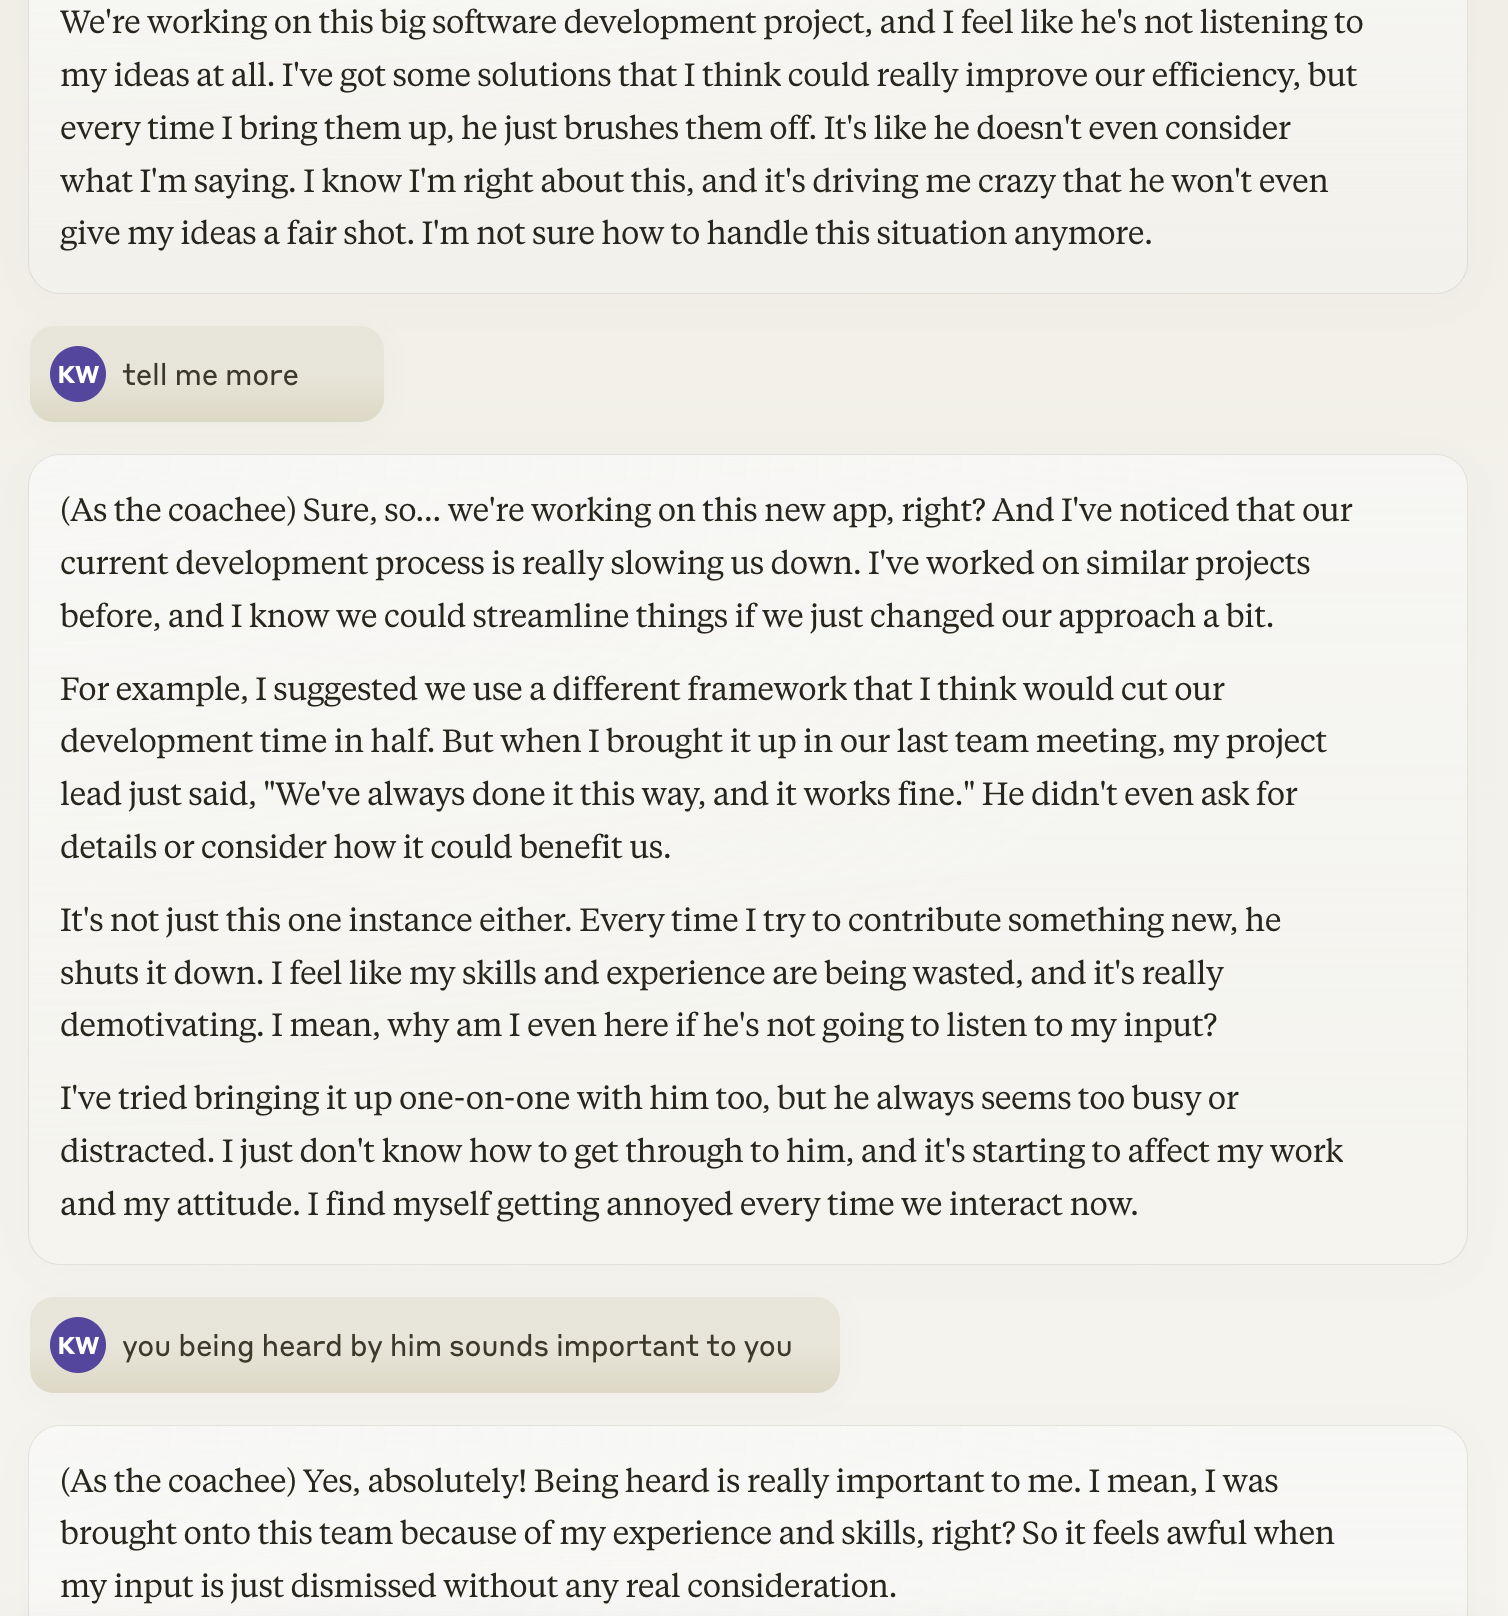 We're working on this big software development project, and I feel like he's not listening to
my ideas at all. I've got some solutions that I think could really improve our efficiency, but
every time I bring them up, he just brushes them off. It's like he doesn't even consider
what I'm saying. I know I'm right about this, and it's driving me crazy that he won't even
give my ideas a fair shot. I'm not sure how to handle this situation anymore.
KW tell me more
(As the coachee) Sure, so... we're working on this new app, right? And I've noticed that our
current development process is really slowing us down. I've worked on similar projects
before, and I know we could streamline things if we just changed our approach a bit.
For example, I suggested we use a different framework that I think would cut our
development time in half. But when I brought it up in our last team meeting, my project
lead just said, "We've always done it this way, and it works fine." He didn't even ask for
details or consider how it could benefit us.
It's not just this one instance either. Every time I try to contribute something new, he
shuts it down. I feel like my skills and experience are being wasted, and it's really
demotivating. I mean, why am I even here if he's not going to listen to my input?
I've tried bringing it up one-on-one with him too, but he always seems too busy or
distracted. I just don't know how to get through to him, and it's starting to affect my work
and my attitude. I find myself getting annoyed every time we interact now.
KW you being heard by him sounds important to you
(As the coachee) Yes, absolutely! Being heard is really important to me. I mean, I was
brought onto this team because of my experience and skills, right? So it feels awful when
my input is just dismissed without any real consideration.